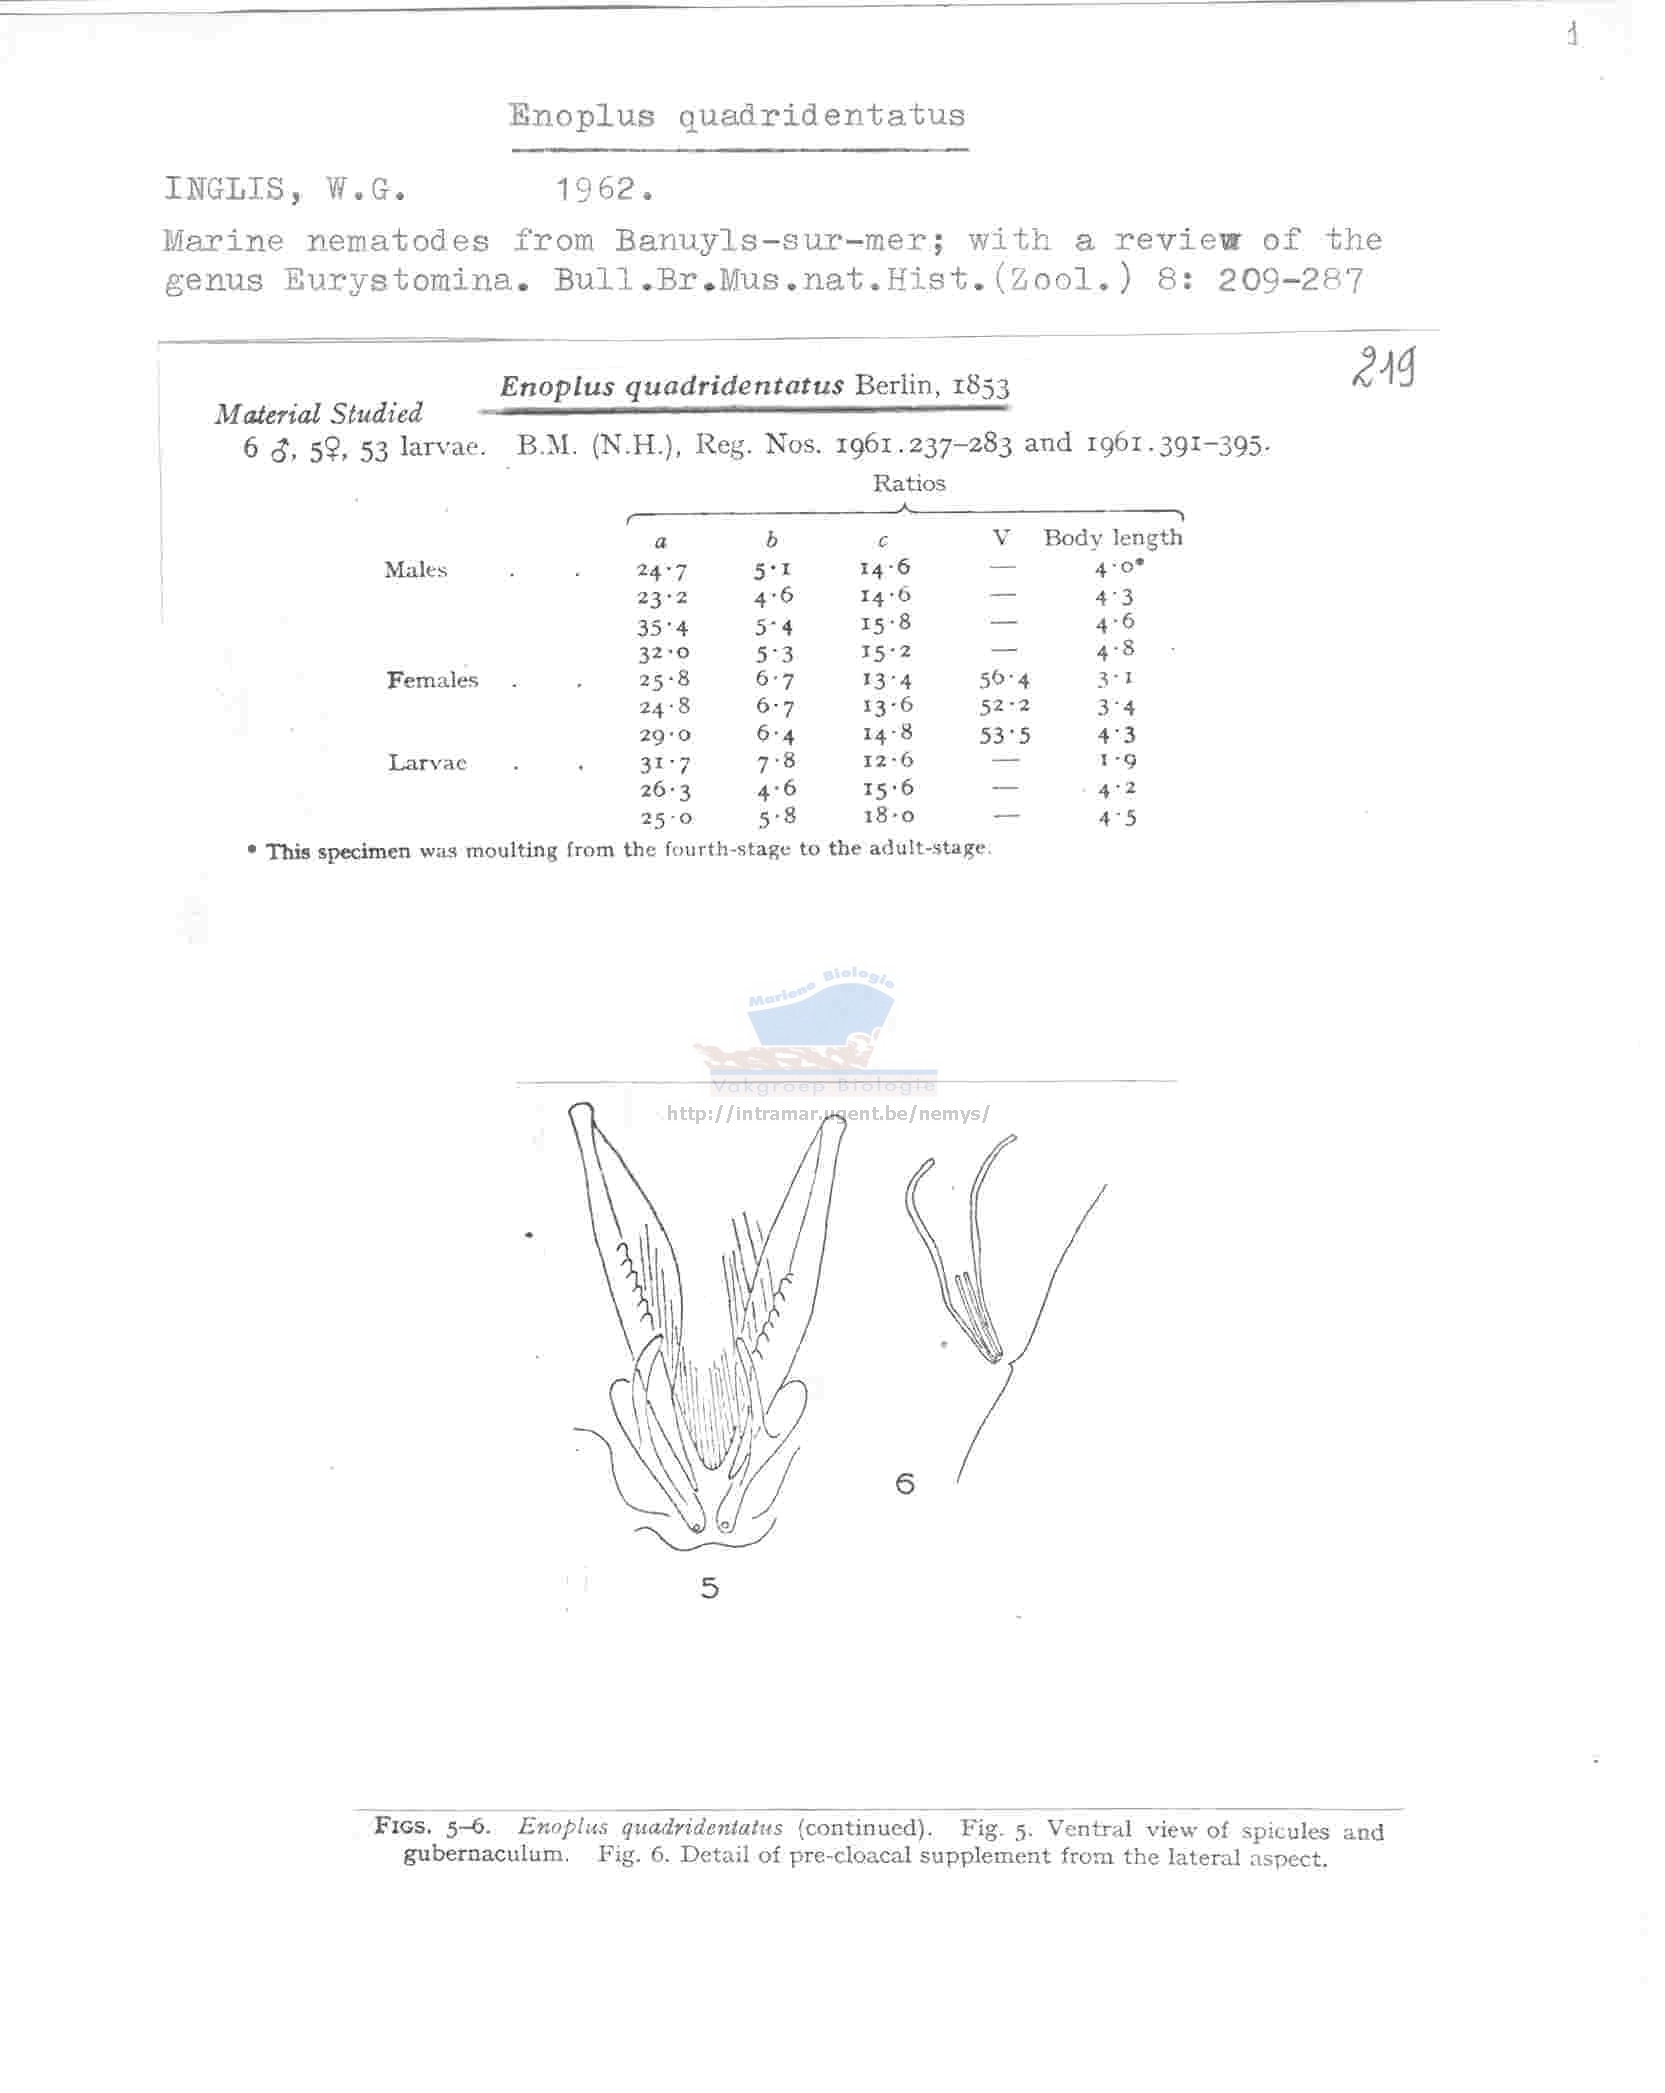 1
Enoplus quadridentatus
INGLIS, W.G. 1962.
Marine nematodes from Banuyls-sur-mer; with a review of the
genus Eurystomina. Bull.Br.Mus.nat.Hist.(Zool.) 8: 209-287
219
Enoplus quadridentatus Berlin, 1853
Material Studied
6 ♂, 5♀, 53 larvae. B.M. (N.H.), Reg. Nos. 1961.237–283 and 1961.391–395.
Ratios
a b c V Body length
Males . . 24·7 5·1 14·6 — 4·0*
23·2 4·6 14·6 — 4·3
35·4 5·4 15·8 — 4·6
32·0 5·3 15·2 — 4·8
Females . . 25·8 6·7 13·4 56·4 3·1
24·8 6·7 13·6 52·2 3·4
29·0 6·4 14·8 53·5 4·3
Larvae . . 31·7 7·8 12·6 — 1·9
26·3 4·6 15·6 — 4·2
25·0 5·8 18·0 — 4·5
* This specimen was moulting from the fourth-stage to the adult-stage.
Mariene Biologie
Vakgroep Biologie
http://intramar.ugent.be/nemys/
6
5
FIGS. 5–6. Enoplus quadridentatus (continued). Fig. 5. Ventral view of spicules and
gubernaculum. Fig. 6. Detail of pre-cloacal supplement from the lateral aspect.